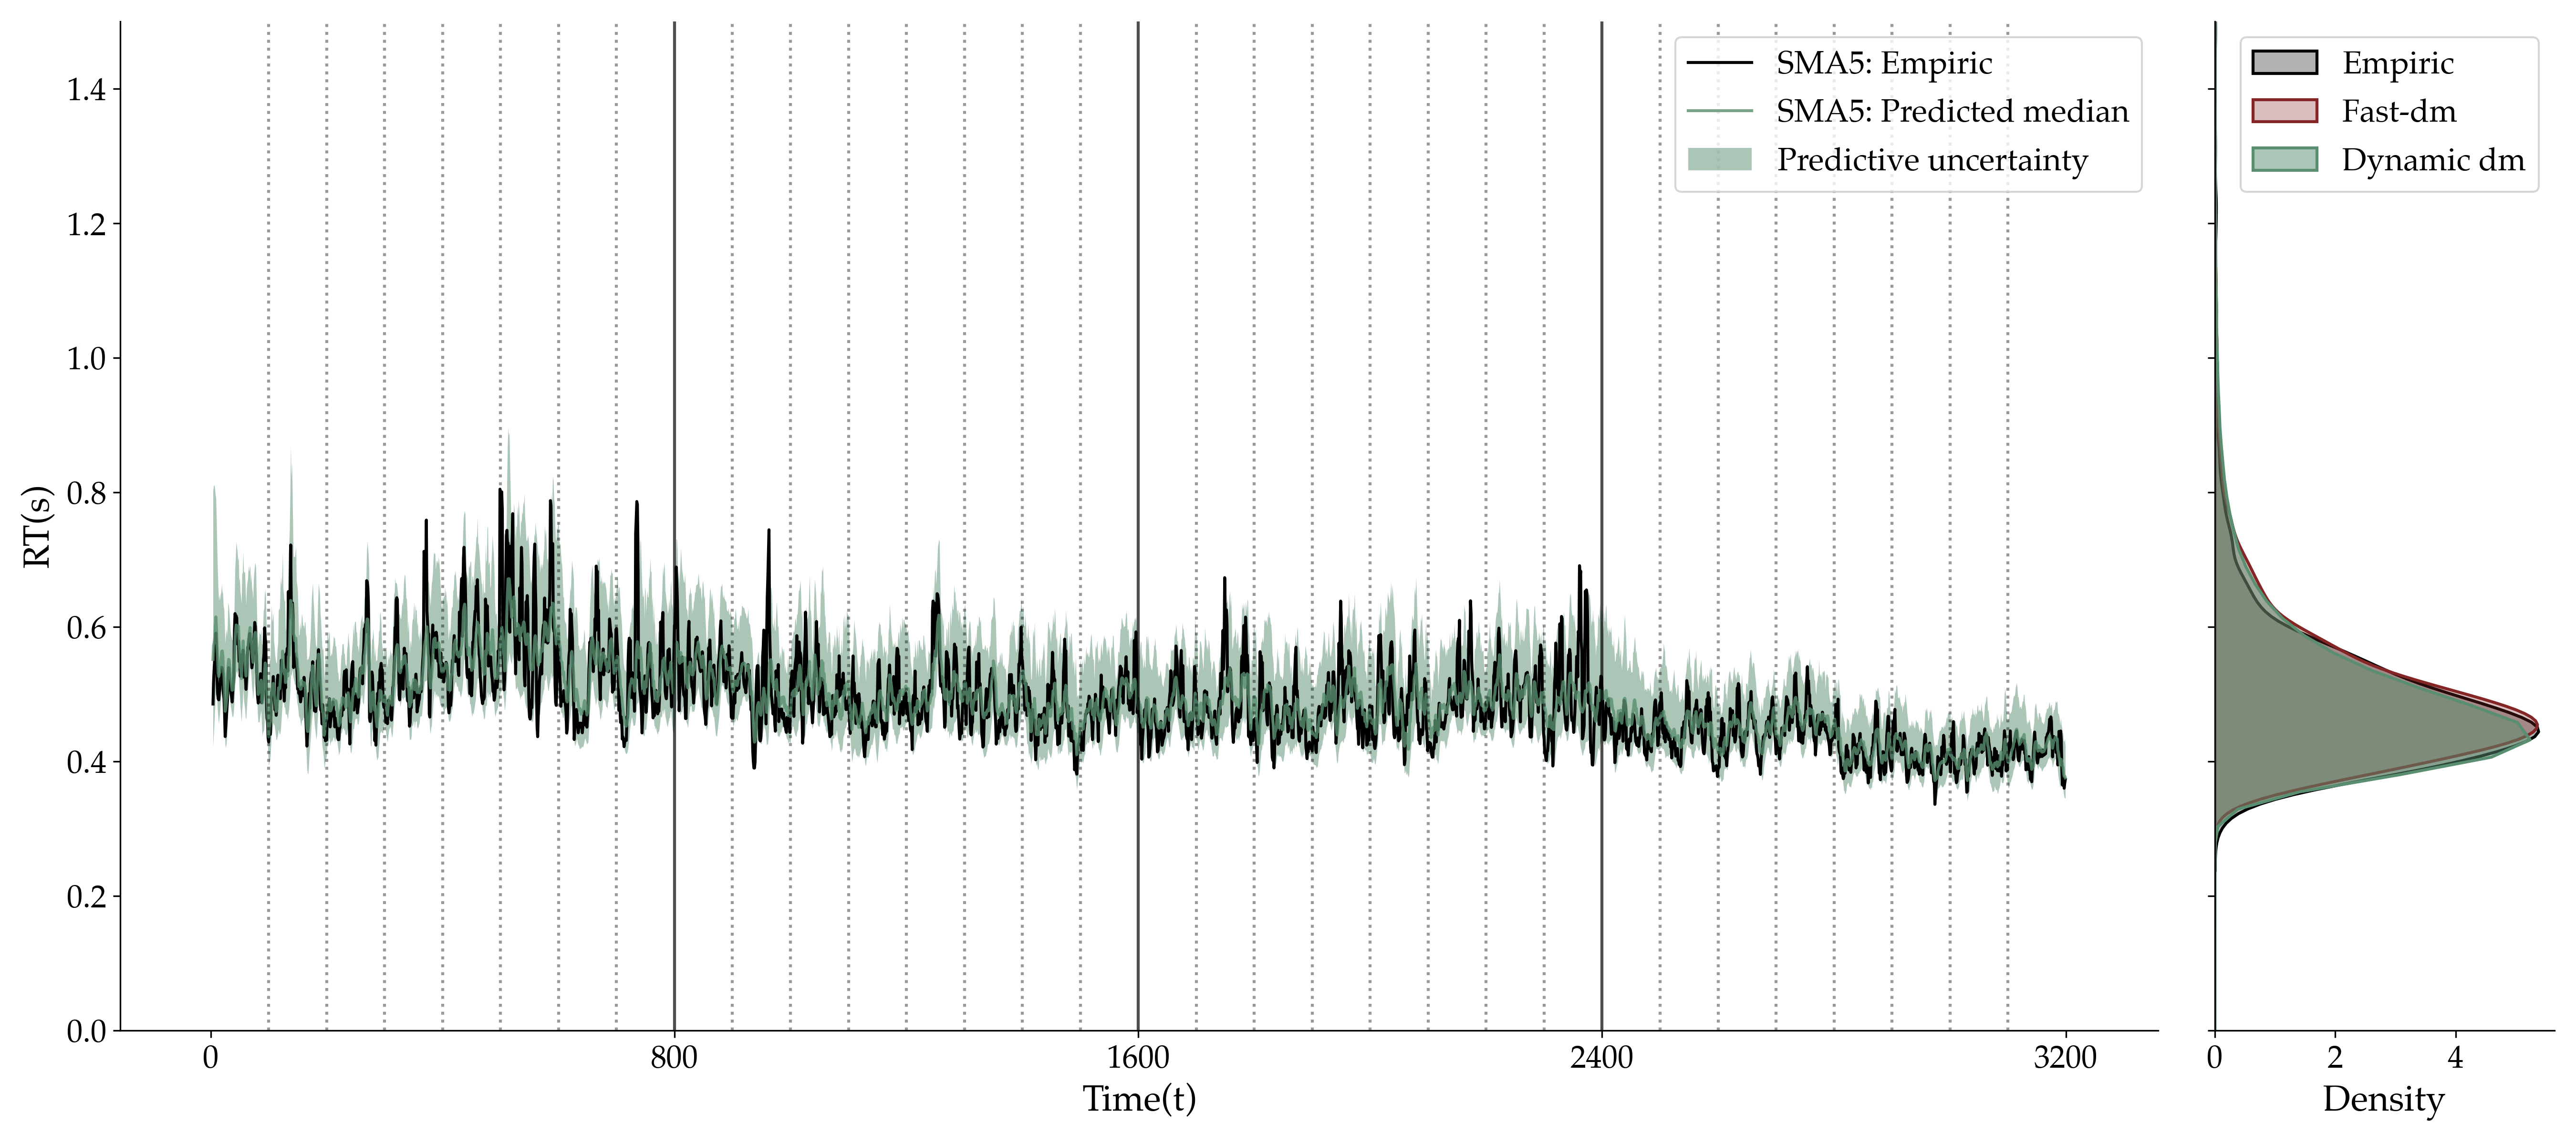 SMA5: Empiric
SMA5: Predicted median
Predictive uncertainty
Empiric
Fast-dm
Dynamic dm
RT(s)
1.4
1.2
1.0
0.8
0.6
0.4
0.2
0.0
0 800 1600 2400 3200
Time(t)
0 2 4
Density